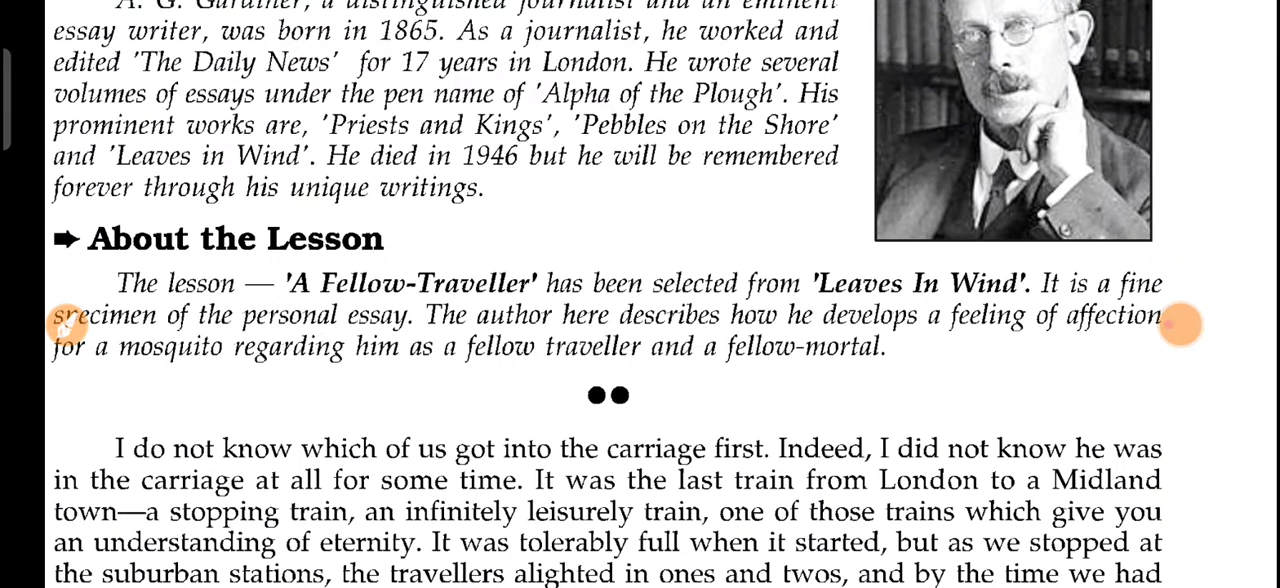 A. G. Gardiner, a distinguished journalist and an eminent
essay writer, was born in 1865. As a journalist, he worked and
edited 'The Daily News' for 17 years in London. He wrote several
volumes of essays under the pen name of 'Alpha of the Plough'. His
prominent works are, 'Priests and Kings', 'Pebbles on the Shore'
and 'Leaves in Wind'. He died in 1946 but he will be remembered
forever through his unique writings.
➨ About the Lesson
The lesson — 'A Fellow-Traveller' has been selected from 'Leaves In Wind'. It is a fine
specimen of the personal essay. The author here describes how he develops a feeling of affection
for a mosquito regarding him as a fellow traveller and a fellow-mortal.
●●
I do not know which of us got into the carriage first. Indeed, I did not know he was
in the carriage at all for some time. It was the last train from London to a Midland
town—a stopping train, an infinitely leisurely train, one of those trains which give you
an understanding of eternity. It was tolerably full when it started, but as we stopped at
the suburban stations, the travellers alighted in ones and twos, and by the time we had